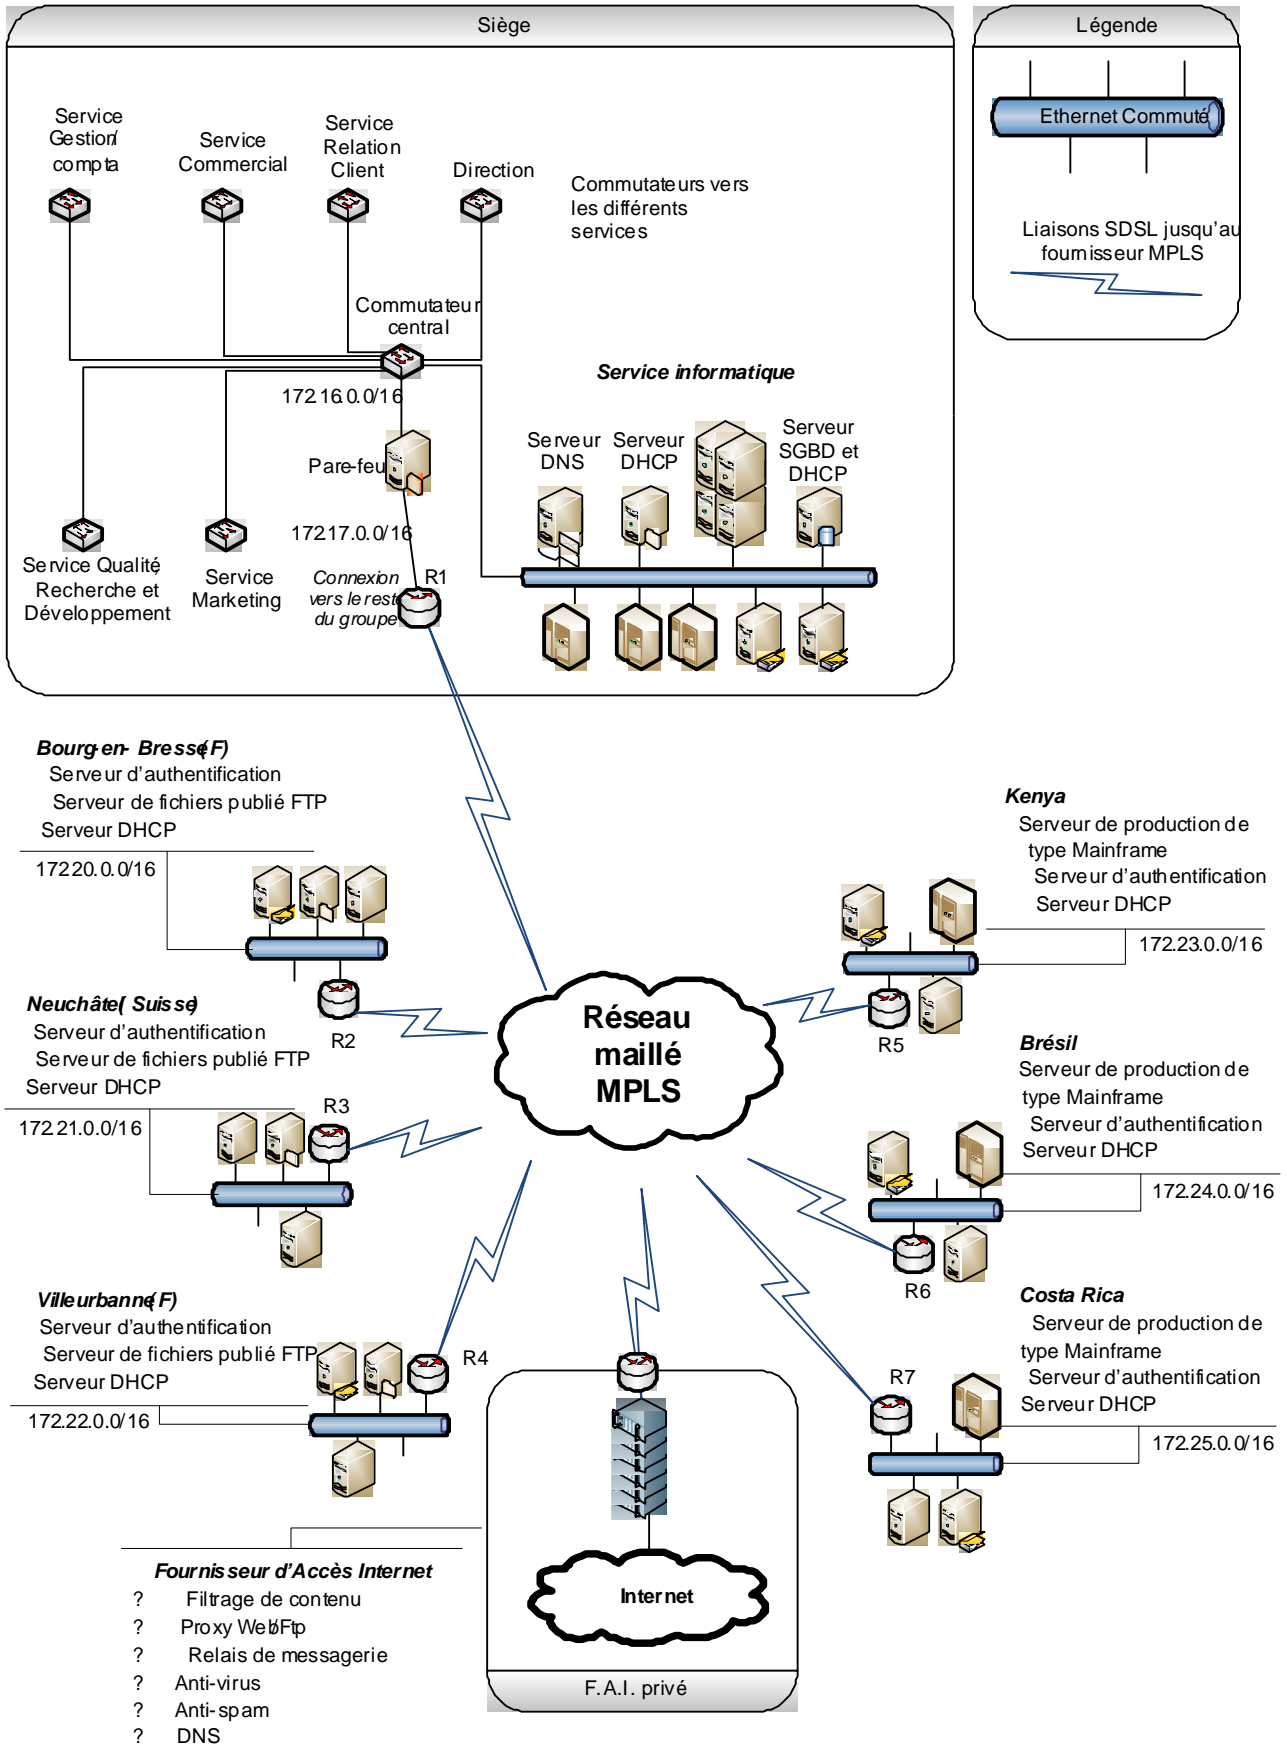 Siège
Légende
Service
Gestion/
compta
Service
Commercial
Service
Relation
Client
Direction
Commutateurs vers
les différents
services
Ethernet Commuté
Liaisons SDSL jusqu'au
fournisseur MPLS
Commutateur
central
172.16.0.0/16
Service informatique
Pare-feu
Serveur
DNS
Serveur
DHCP
Serveur
SGBD et
DHCP
172.17.0.0/16
Service Qualité,
Recherche et
Développement
Service
Marketing
Connexion
vers le reste
du groupe
R1
Bourg-en- Bresse(F)
Serveur d'authentification
Serveur de fichiers publié FTP
Serveur DHCP
172.20.0.0/16
R2
Kenya
Serveur de production de
type Mainframe
Serveur d'authentification
Serveur DHCP
172.23.0.0/16
R5
Neuchâtel( Suisse)
Serveur d'authentification
Serveur de fichiers publié FTP
Serveur DHCP
172.21.0.0/16
R3
Réseau
maillé
MPLS
Brésil
Serveur de production de
type Mainframe
Serveur d'authentification
Serveur DHCP
172.24.0.0/16
R6
Villeurbanne(F)
Serveur d'authentification
Serveur de fichiers publié FTP
Serveur DHCP
172.22.0.0/16
R4
Costa Rica
Serveur de production de
type Mainframe
Serveur d'authentification
Serveur DHCP
172.25.0.0/16
R7
Fournisseur d'Accès Internet
? Filtrage de contenu
? Proxy Web/Ftp
? Relais de messagerie
? Anti-virus
? Anti-spam
? DNS
Internet
F.A.I. privé